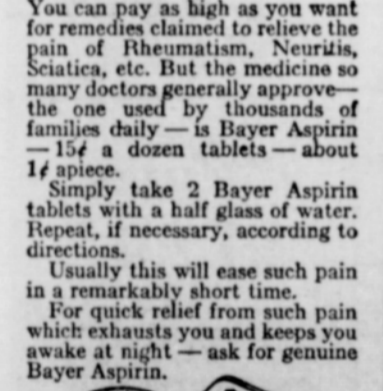 You can pay as high as you want
for remedies claimed to relieve the
pain of Rheumatism, Neuritis,
Sciatica, etc. But the medicine so
many doctors generally approve—
the one used by thousands of
families daily — is Bayer Aspirin
— 15¢ a dozen tablets — about
1¢ apiece.
Simply take 2 Bayer Aspirin
tablets with a half glass of water.
Repeat, if necessary, according to
directions.
Usually this will ease such pain
in a remarkably short time.
For quick relief from such pain
which exhausts you and keeps you
awake at night — ask for genuine
Bayer Aspirin.